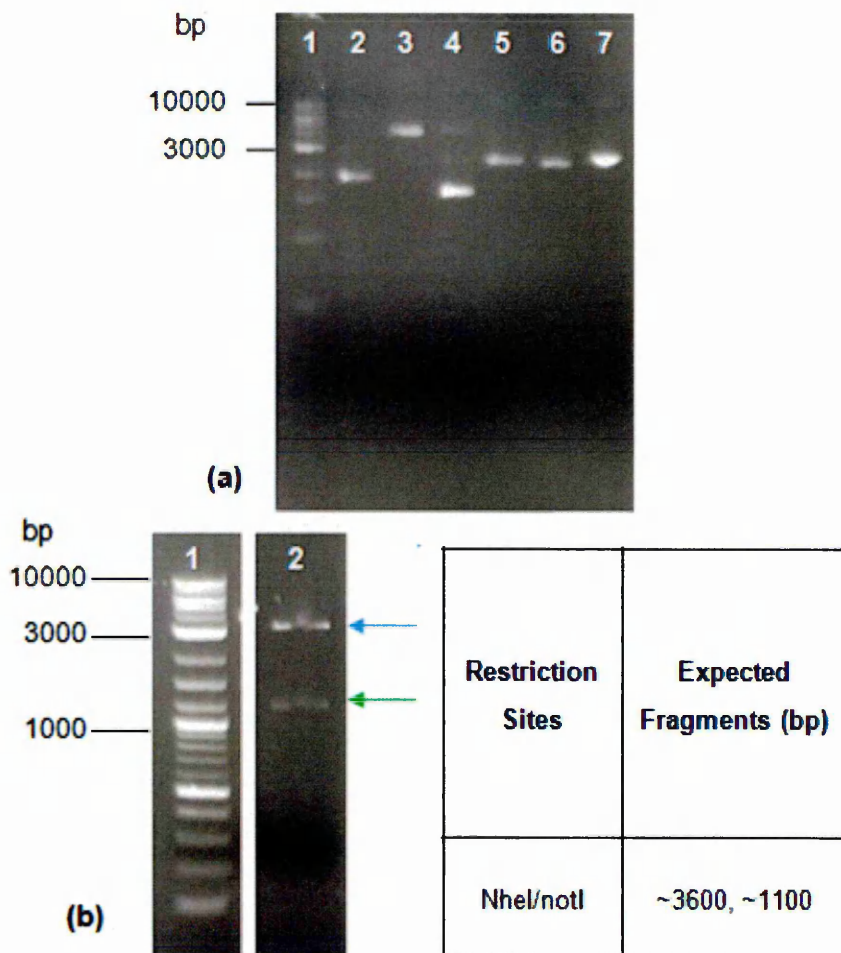 bp
1 2 3 4 5 6 7
10000
3000
(a)
bp
1 2
10000
3000
1000
(b)
Restriction Sites
Expected Fragments (bp)
NheI/notI
~3600, ~1100